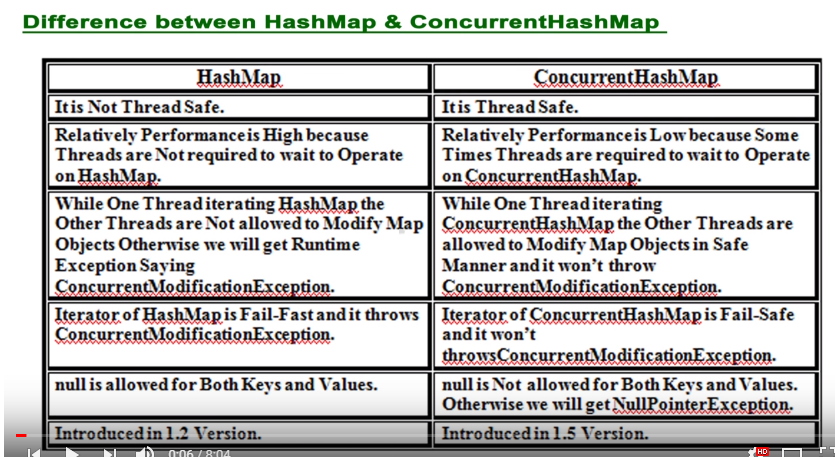 Difference between HashMap & ConcurrentHashMap
HashMap
ConcurrentHashMap
It is Not Thread Safe.
It is Thread Safe.
Relatively Performance is High because
Threads are Not required to wait to Operate
on HashMap.
Relatively Performance is Low because Some
Times Threads are required to wait to Operate
on ConcurrentHashMap.
While One Thread iterating HashMap the
Other Threads are Not allowed to Modify Map
Objects Otherwise we will get Runtime
Exception Saying
ConcurrentModificationException.
While One Thread iterating
ConcurrentHashMap the Other Threads are
allowed to Modify Map Objects in Safe
Manner and it won't throw
ConcurrentModificationException.
Iterator of HashMap is Fail-Fast and it throws
ConcurrentModificationException.
Iterator of ConcurrentHashMap is Fail-Safe
and it won't
throwsConcurrentModificationException.
null is allowed for Both Keys and Values.
null is Not allowed for Both Keys and Values.
Otherwise we will get NullPointerException.
Introduced in 1.2 Version.
Introduced in 1.5 Version.
0:06 / 8:04
HD